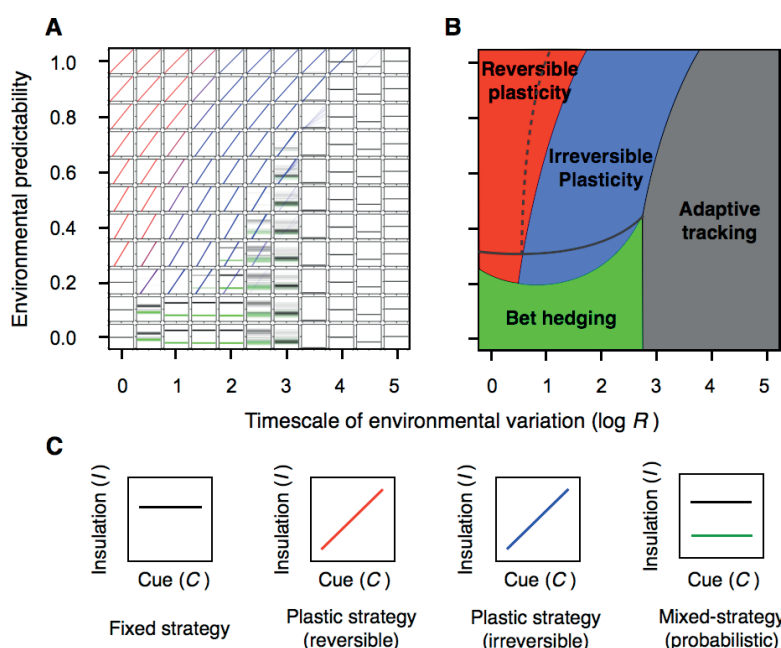 A
B
Environmental predictability
1.0
0.8
0.6
0.4
0.2
0.0
0 1 2 3 4 5
Reversible
plasticity
Irreversible
Plasticity
Adaptive
tracking
Bet hedging
0 1 2 3 4 5
Timescale of environmental variation (log R )
C
Insulation (I)
Cue (C)
Fixed strategy
Insulation (I)
Cue (C)
Plastic strategy
(reversible)
Insulation (I)
Cue (C)
Plastic strategy
(irreversible)
Insulation (I)
Cue (C)
Mixed-strategy
(probabilistic)